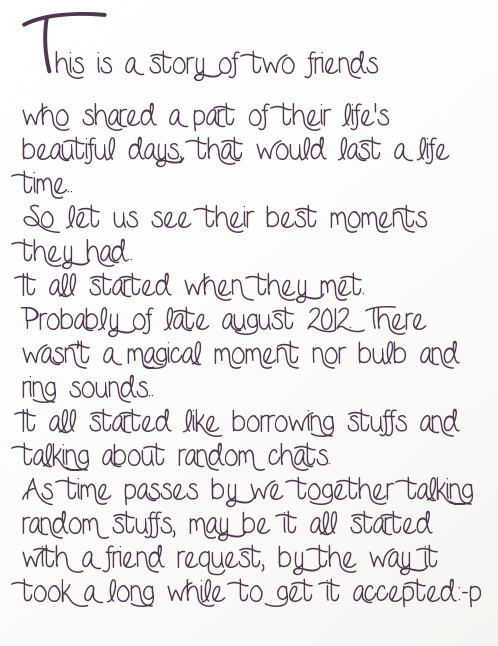 This is a story of two friends
who shared a part of their life's
beautiful days, that would last a life
time..
So let us see their best moments
they had..
It all started when they met.
Probably of late august 2012. There
wasn't a magical moment nor bulb and
ring sounds..
It all started like borrowing stuffs and
talking about random chats.
As time passes by we together talking
random stuffs, may be it all started
with a friend request, by the way it
took a long while to get it accepted:-p